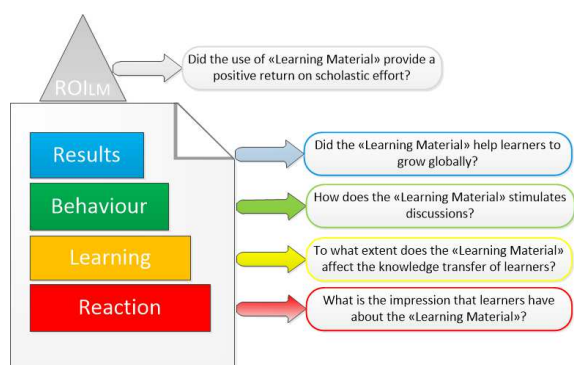 ROILM
Did the use of «Learning Material» provide
a positive return on scholastic effort?
Results
Did the «Learning Material» help learners to
grow globally?
Behaviour
How does the «Learning Material» stimulates
discussions?
Learning
To what extent does the «Learning Material»
affect the knowledge transfer of learners?
Reaction
What is the impression that learners have
about the «Learning Material»?